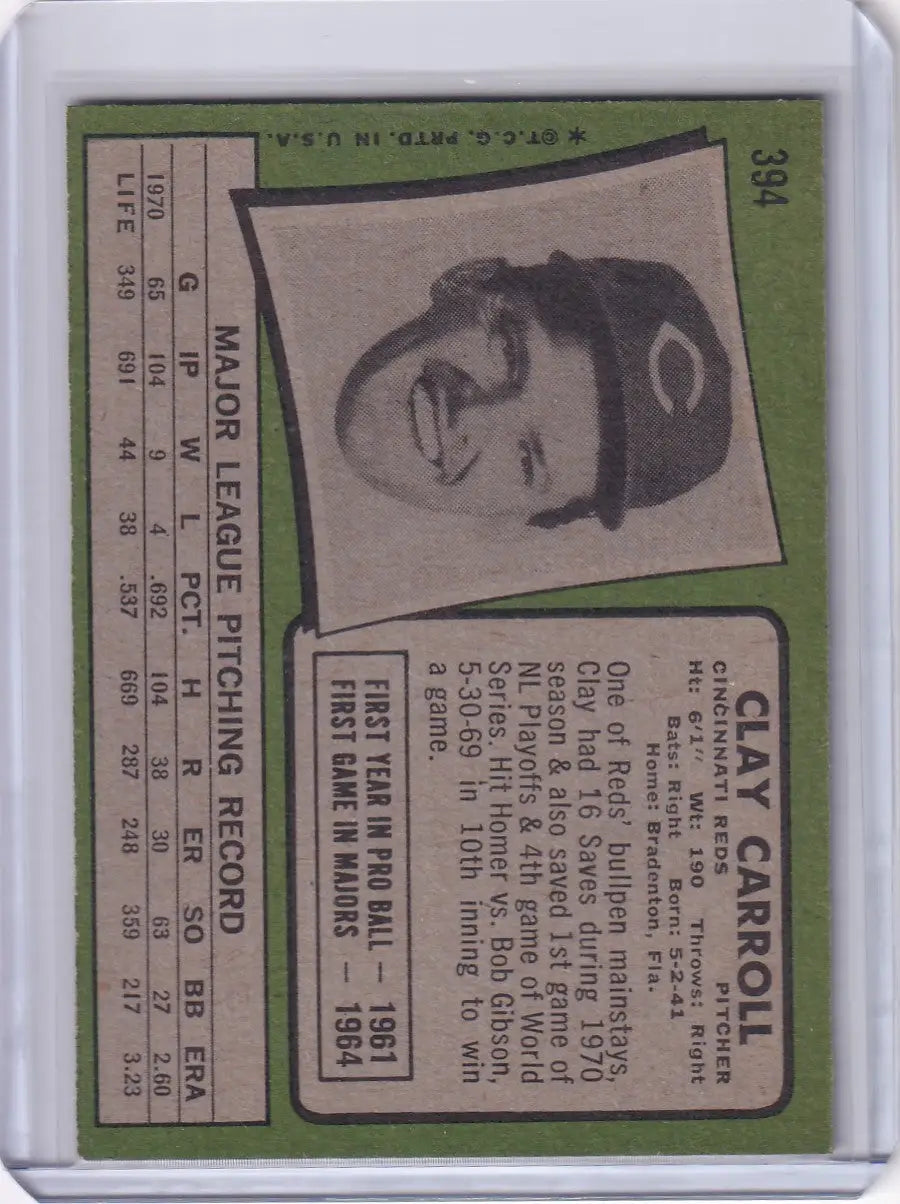 394
* ©T.C.G. PRTD. IN U.S.A.
C
CLAY CARROLL
CINCINNATI REDS PITCHER
Ht: 6/1" Wt: 190 Throws: Right
Bats: Right Born: 5-2-41
Home: Bradenton, Fla.
One of Reds' bullpen mainstays,
Clay had 16 Saves during 1970
season & also saved 1st game of
NL Playoffs & 4th game of World
Series. Hit Homer vs. Bob Gibson,
5-30-69 in 10th inning to win
a game.
FIRST YEAR IN PRO BALL — 1961
FIRST GAME IN MAJORS — 1964
MAJOR LEAGUE PITCHING RECORD
G IP W L PCT. H R ER SO BB ERA
1970 65 104 9 4 .692 104 38 30 63 27 2.60
LIFE 349 691 44 38 .537 669 287 248 359 217 3.23